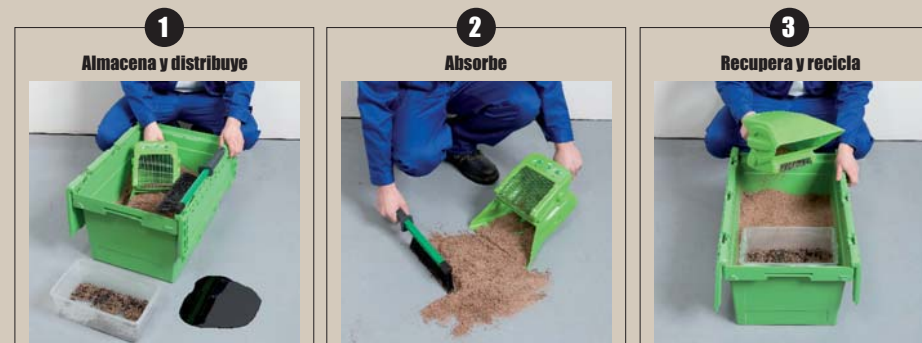 1
Almacena y distribuye
2
Absorbe
3
Recupera y recicla